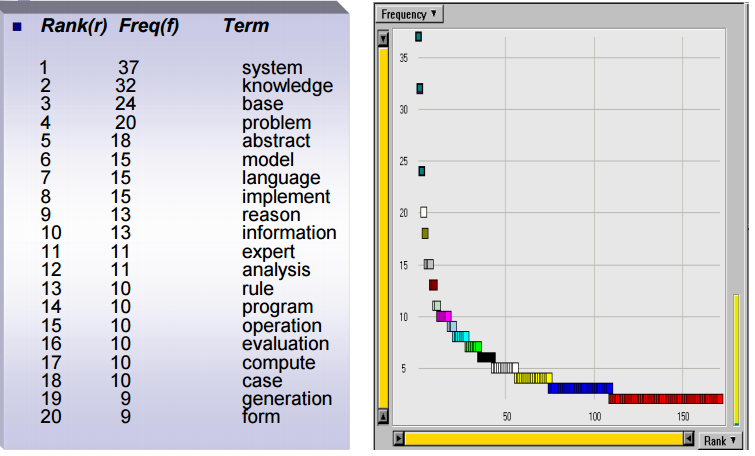 Rank(r) Freq(f) Term
1 37 system
2 32 knowledge
3 24 base
4 20 problem
5 18 abstract
6 15 model
7 15 language
8 15 implement
9 13 reason
10 13 information
11 11 expert
12 11 analysis
13 10 rule
14 10 program
15 10 operation
16 10 evaluation
17 10 compute
18 10 case
19 9 generation
20 9 form
Frequency
35
30
25
20
15
10
5
50 100 150
Rank